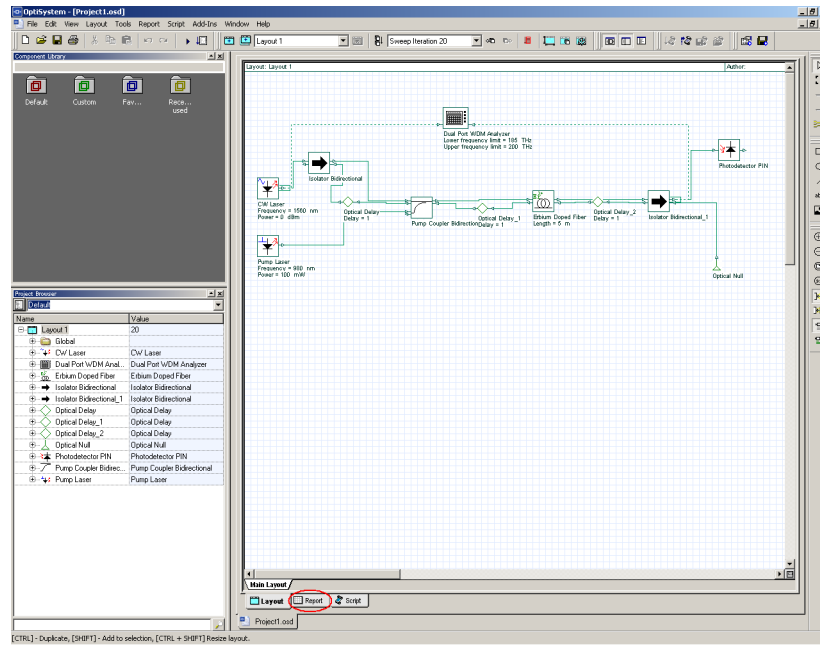 OptiSystem - [Project1.osd]
File Edit View Layout Tools Report Script Add-Ins Window Help
Layout 1
Sweep Iteration 20
Component Library
Default
Custom
Fav...
Rece... used
Layout: Layout 1
Author:
Dual Port WDM Analyzer
Lower frequency limit = 185 THz
Upper frequency limit = 200 THz
Photodetector PIN
Isolator Bidirectional
CW Laser
Frequency = 1550 nm
Power = 0 dBm
Optical Delay
Delay = 1
Pump Coupler Bidirection
Optical Delay_1
Delay = 1
Erbium Doped Fiber
Length = 5 m
Optical Delay_2
Delay = 1
Isolator Bidirectional_1
Pump Laser
Frequency = 980 nm
Power = 100 mW
Optical Null
Project Browser
Default
Name Value
Layout 1 20
Global
CW Laser CW Laser
Dual Port WDM Anal... Dual Port WDM Analyzer
Erbium Doped Fiber Erbium Doped Fiber
Isolator Bidirectional Isolator Bidirectional
Isolator Bidirectional_1 Isolator Bidirectional
Optical Delay Optical Delay
Optical Delay_1 Optical Delay
Optical Delay_2 Optical Delay
Optical Null Optical Null
Photodetector PIN Photodetector PIN
Pump Coupler Bidirec... Pump Coupler Bidirectional
Pump Laser Pump Laser
Main Layout
Layout Report Script
Project1.osd
[CTRL] - Duplicate, [SHIFT] - Add to selection, [CTRL + SHIFT] Resize layout.